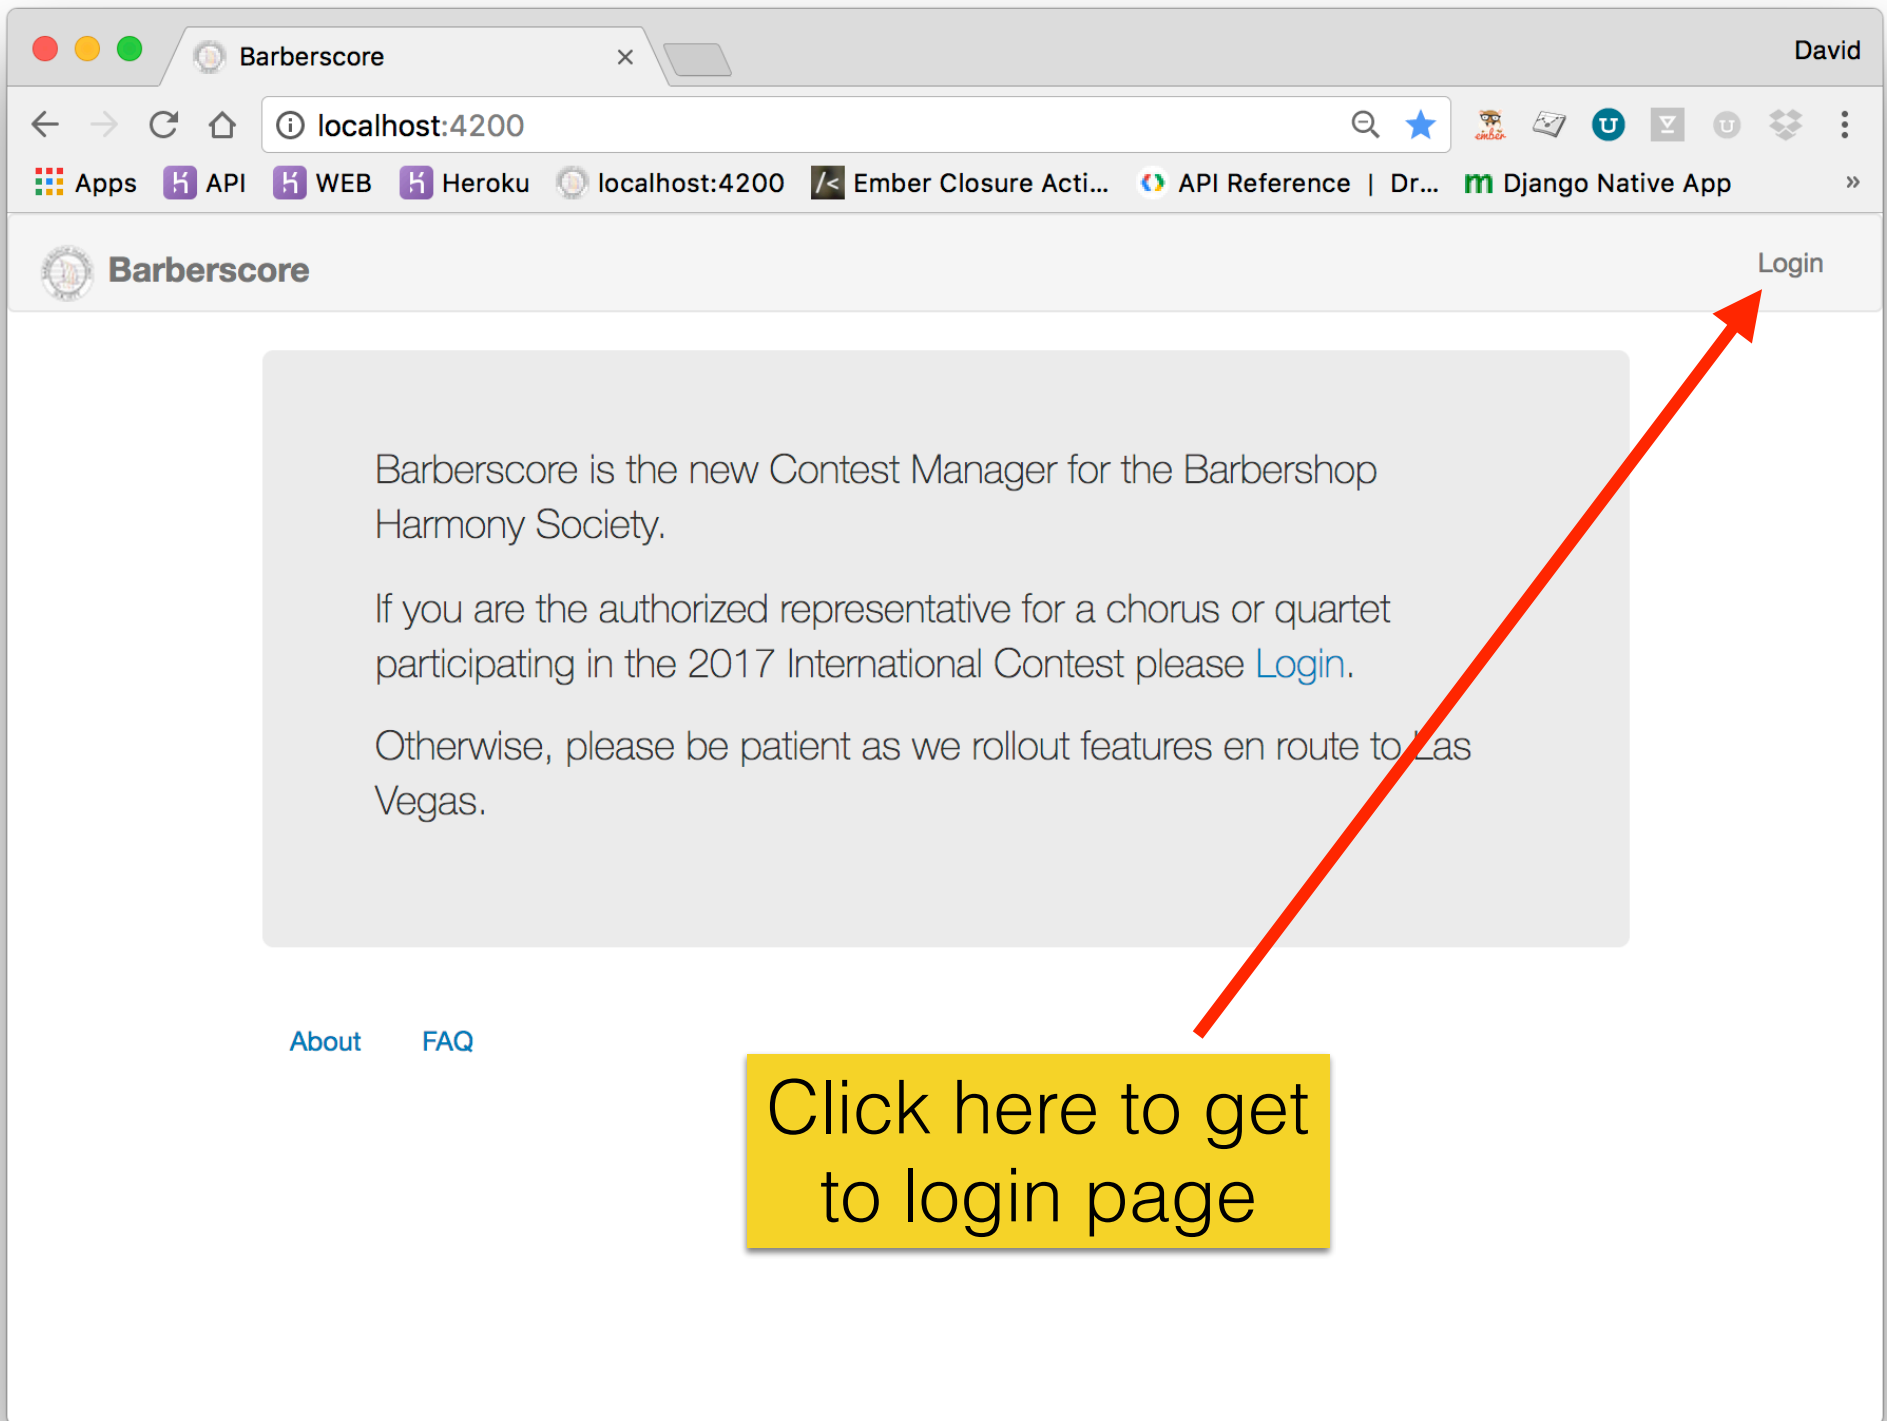 Barberscore
David
localhost:4200
Apps API WEB Heroku localhost:4200 Ember Closure Acti... API Reference | Dr... Django Native App »
Barberscore
Login
Barberscore is the new Contest Manager for the Barbershop
Harmony Society.
If you are the authorized representative for a chorus or quartet
participating in the 2017 International Contest please Login.
Otherwise, please be patient as we rollout features en route to Las
Vegas.
About FAQ
Click here to get
to login page